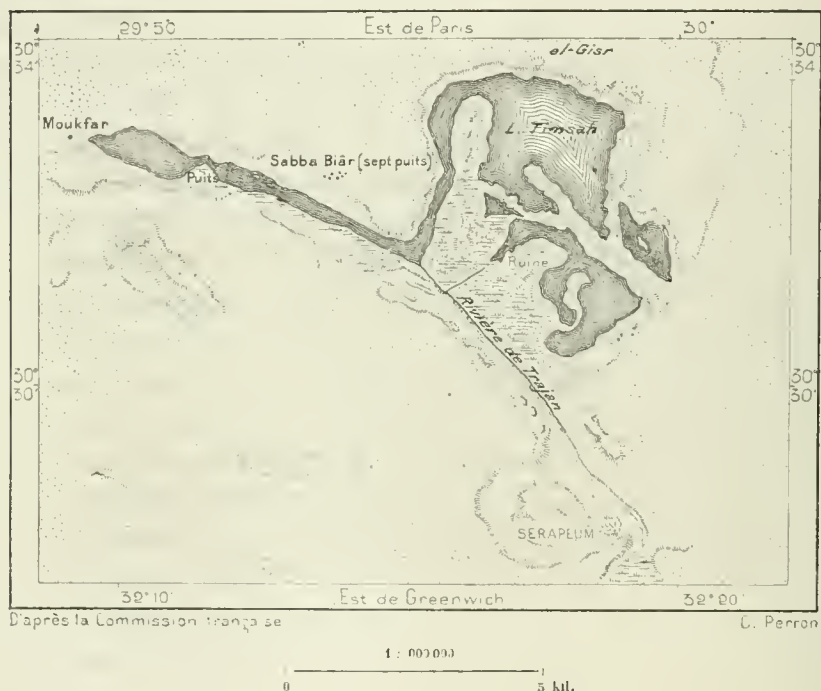 29°50' Est de Paris 30°
30° 34' 30° 34'
al-Gisr
L. Timsah
Moukfar
Sabba Biâr (sept puits)
Puits
Ruine
Rivière de Trajan
30° 30' 30° 30'
SERAPEUM
32°10' Est de Greenwich 32°20'
D'après la Commission française C. Perron
0 5 kil.